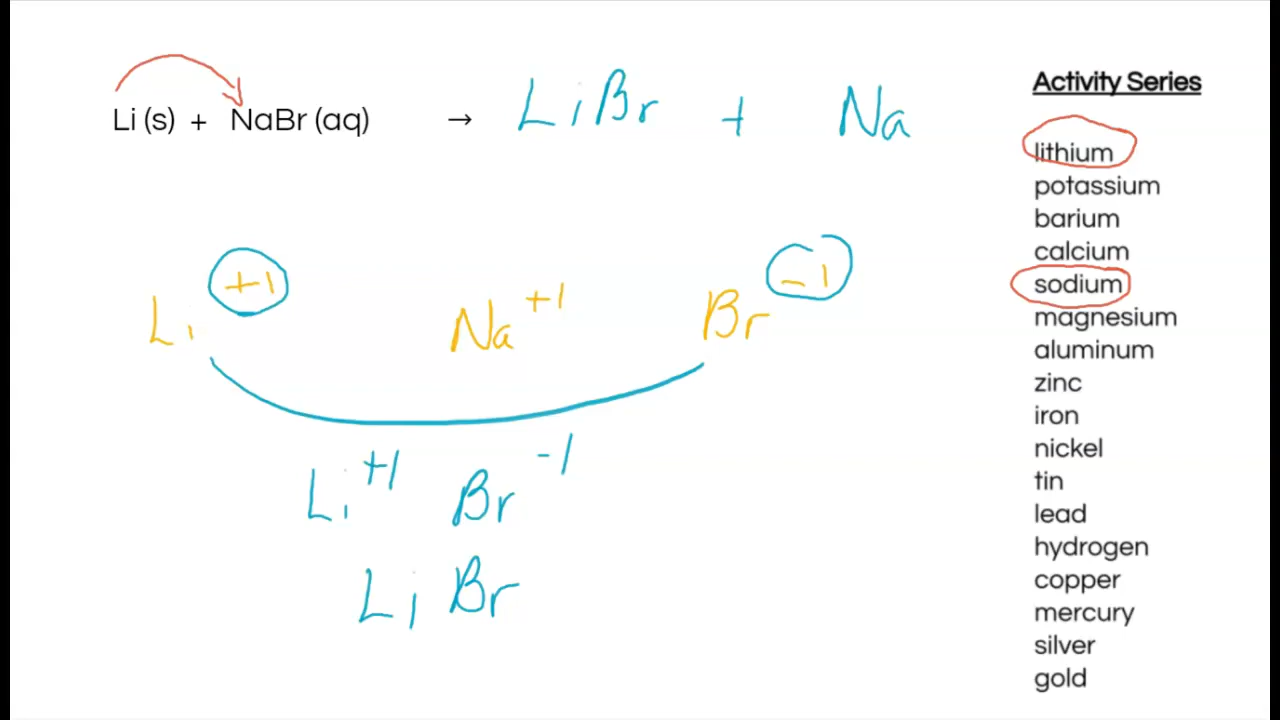 Li (s) + NaBr (aq) → LiBr + Na
Li +1 Na +1 Br -1
Li +1 Br -1
LiBr
Activity Series
lithium
potassium
barium
calcium
sodium
magnesium
aluminum
zinc
iron
nickel
tin
lead
hydrogen
copper
mercury
silver
gold